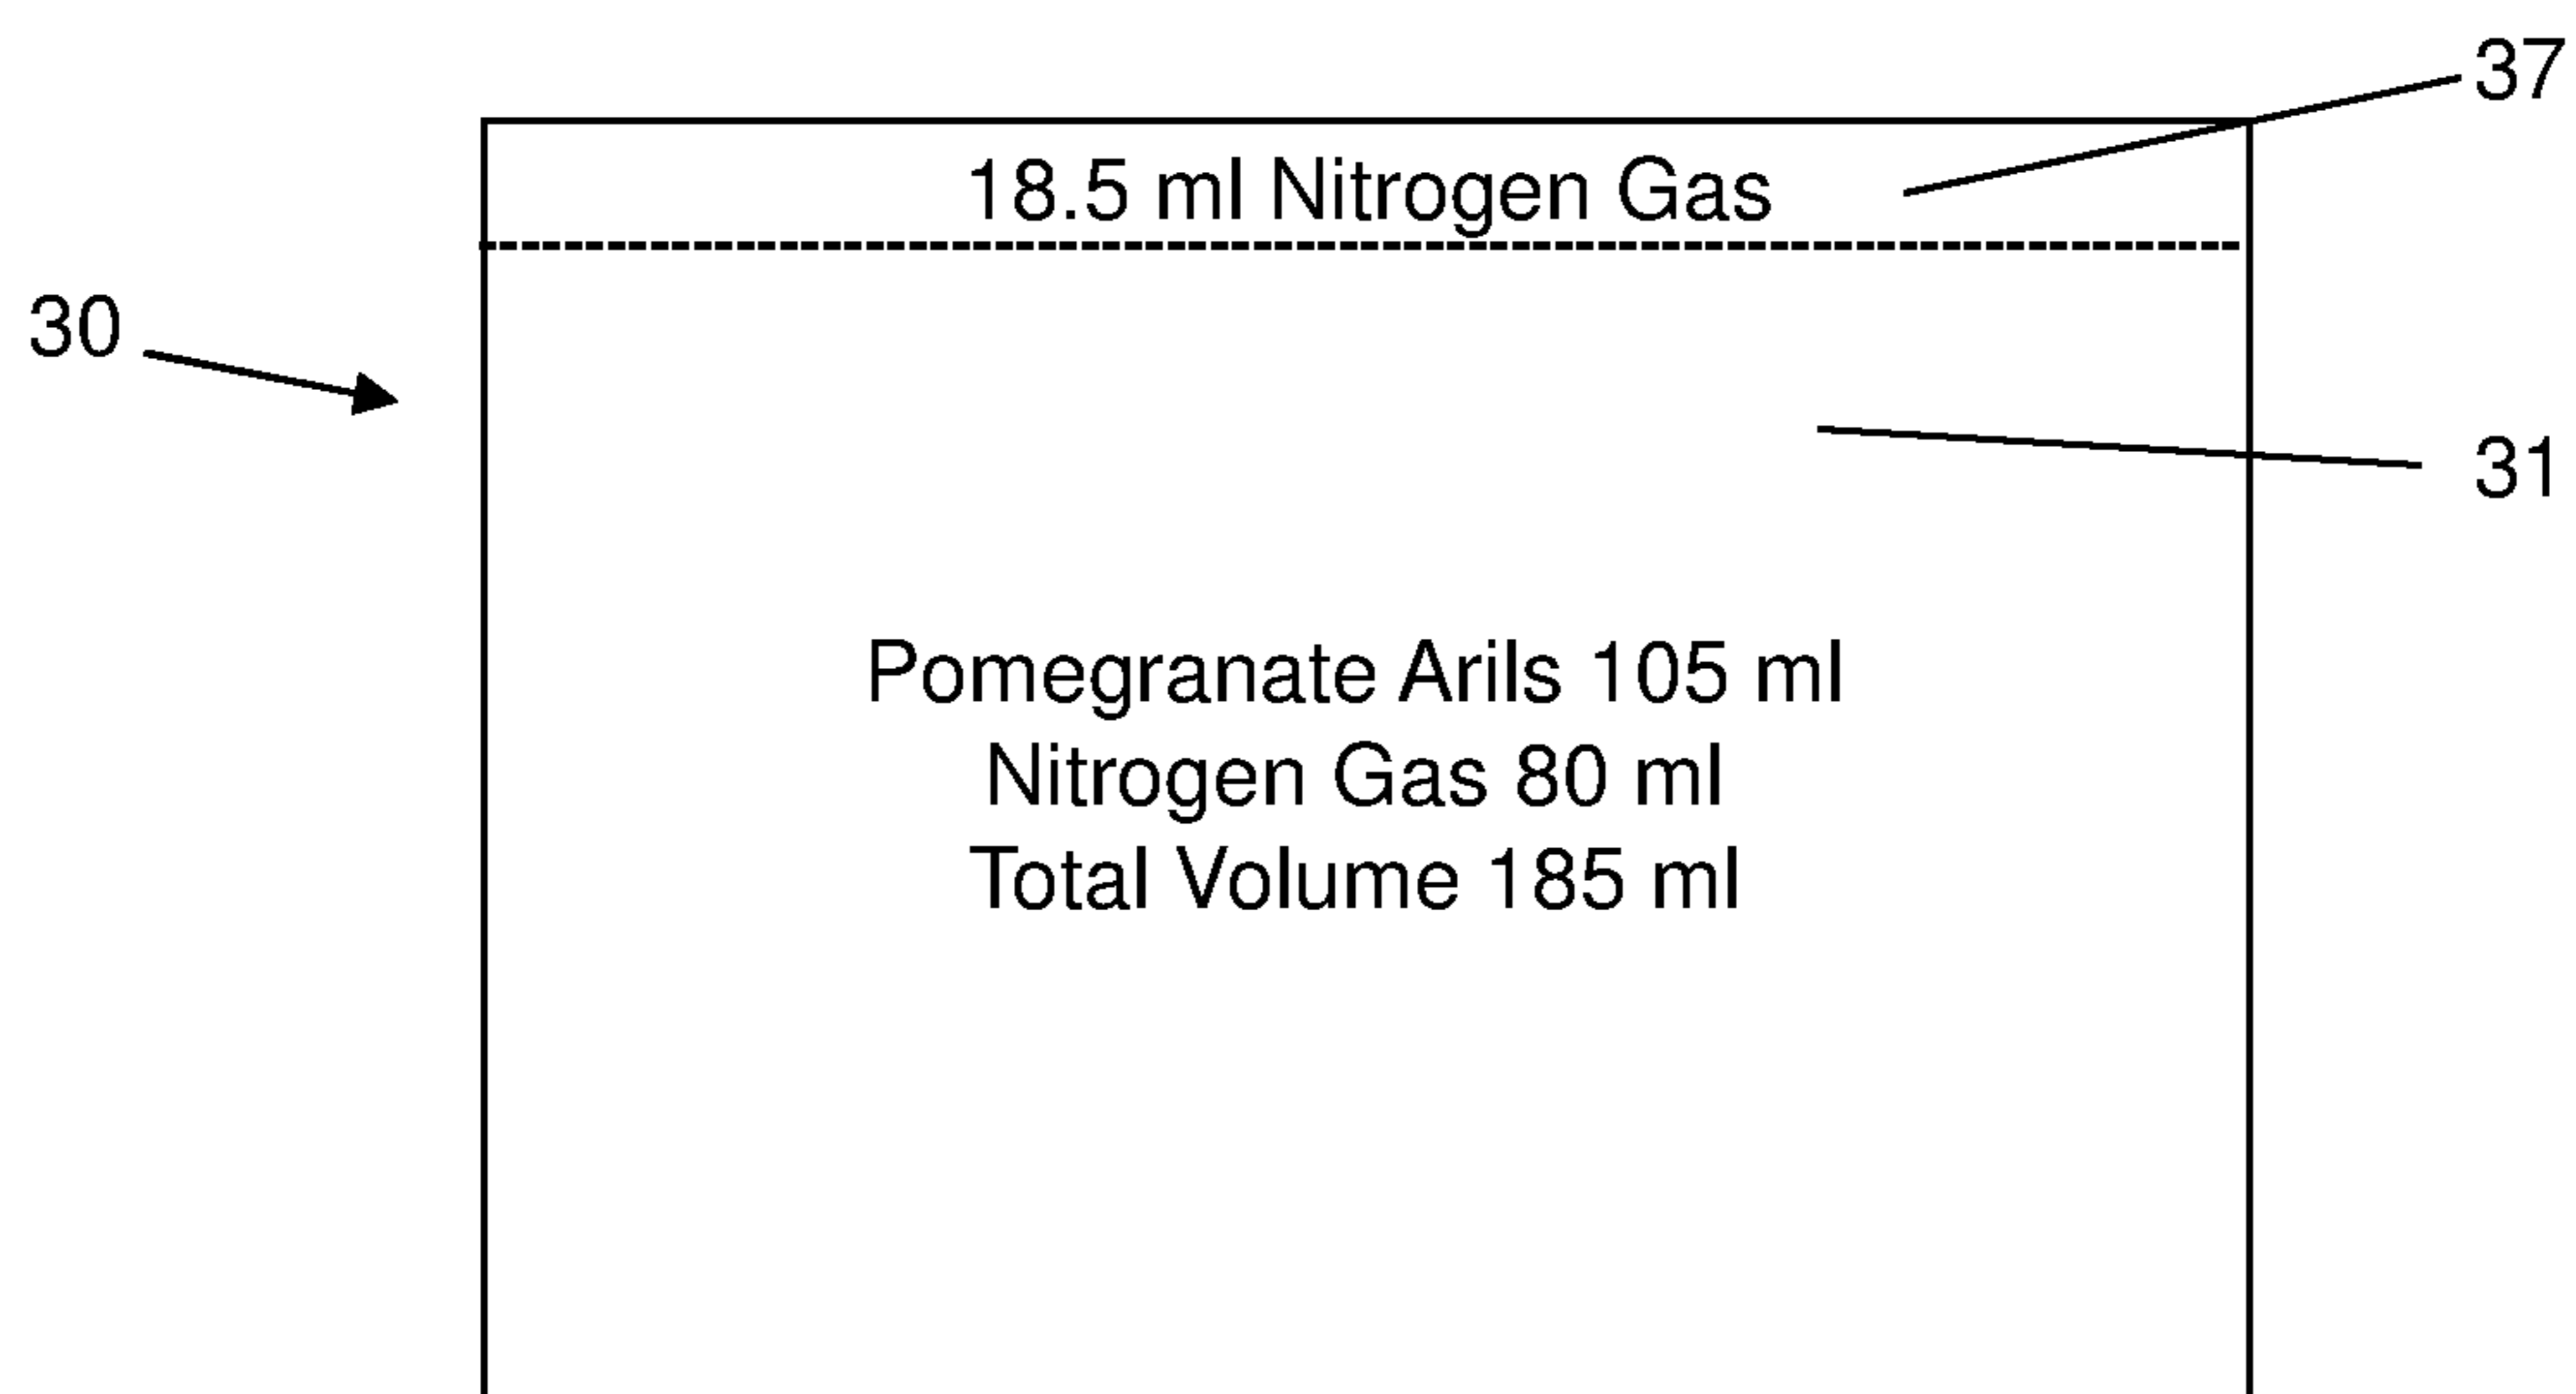 37
18.5 ml Nitrogen Gas
30
31
Pomegranate Arils 105 ml
Nitrogen Gas 80 ml
Total Volume 185 ml